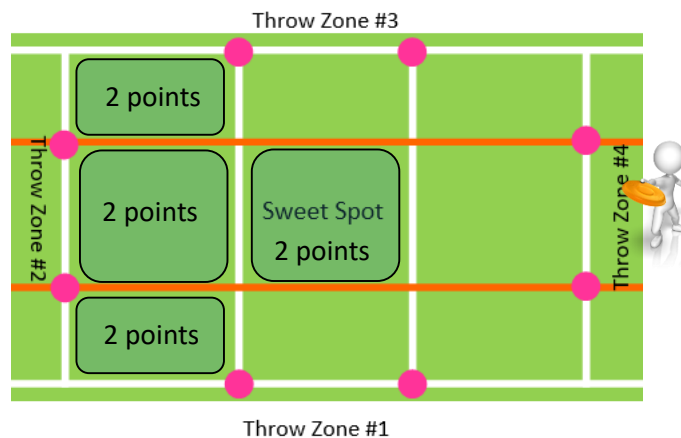 Throw Zone #3
2 points
Throw Zone #2
2 points
Sweet Spot
2 points
Throw Zone #4
2 points
Throw Zone #1